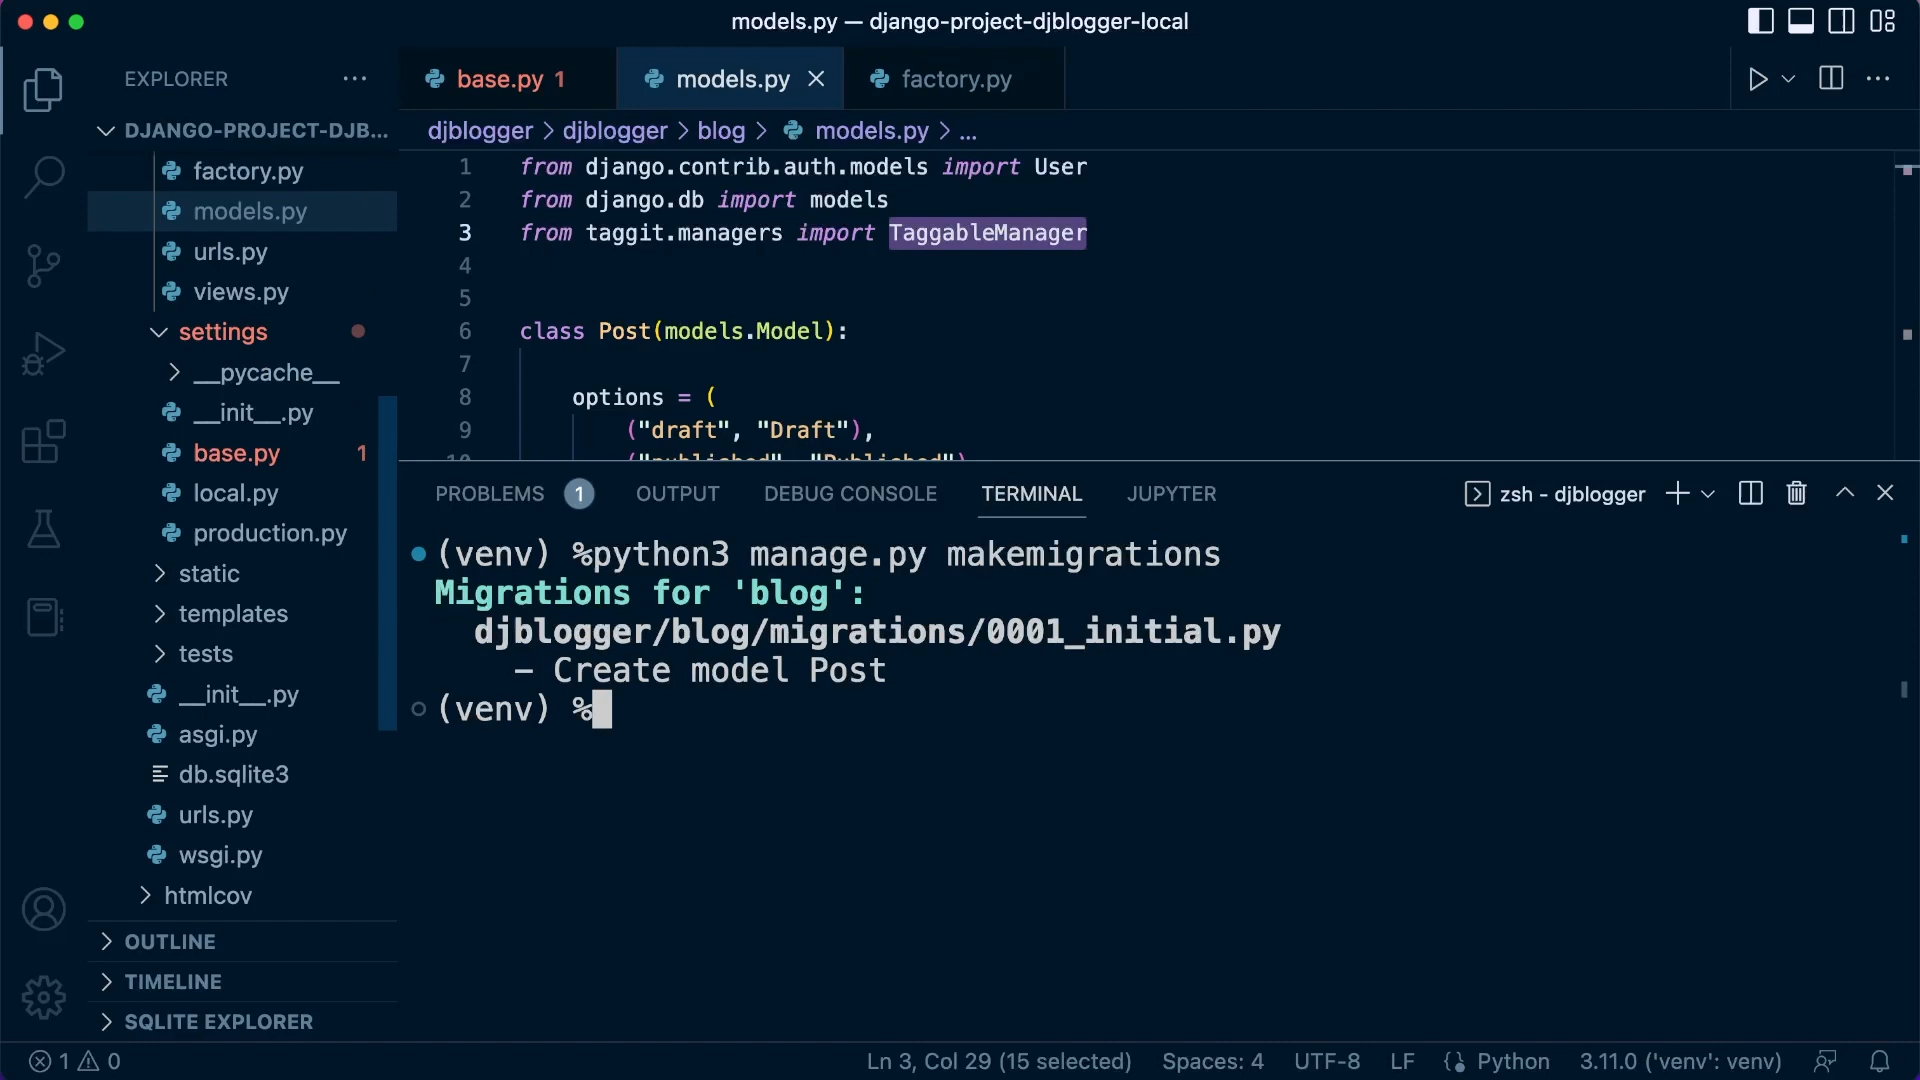 models.py — django-project-djblogger-local
EXPLORER
DJANGO-PROJECT-DJB...
factory.py
models.py
urls.py
views.py
settings
__pycache__
__init__.py
base.py 1
local.py
production.py
static
templates
tests
__init__.py
asgi.py
db.sqlite3
urls.py
wsgi.py
htmlcov
OUTLINE
TIMELINE
SQLITE EXPLORER
base.py 1
models.py
factory.py
djblogger > djblogger > blog > models.py > ...
1 from django.contrib.auth.models import User
2 from django.db import models
3 from taggit.managers import TaggableManager
4
5
6 class Post(models.Model):
7
8 options = (
9 ("draft", "Draft"),
10 ("published", "Published")
PROBLEMS 1 OUTPUT DEBUG CONSOLE TERMINAL JUPYTER
zsh - djblogger
(venv) %python3 manage.py makemigrations
Migrations for 'blog':
djblogger/blog/migrations/0001_initial.py
- Create model Post
(venv) %
1 0
Ln 3, Col 29 (15 selected) Spaces: 4 UTF-8 LF Python 3.11.0 ('venv': venv)